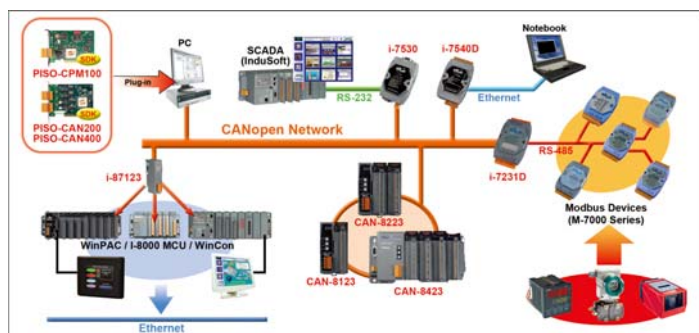 PC
SCADA
(InduSoft)
i-7530
i-7540D
Notebook
SDK
PISO-CPM100
Plug-in
SDK
PISO-CAN200
PISO-CAN400
RS-232
Ethernet
CANopen Network
i-7231D
RS-485
i-87123
CAN-8223
Modbus Devices
(M-7000 Series)
WinPAC / I-8000 MCU / WinCon
CAN-8123
CAN-8423
Ethernet